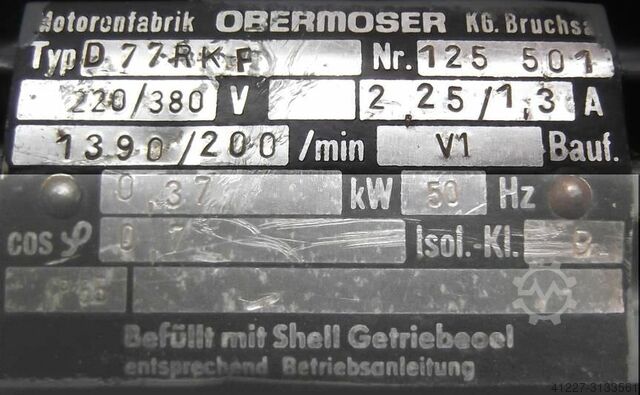 Motorenfabrik OBERMOSER KG. Bruchsa
Typ D 77 RKF Nr. 125 501
220/380 V 2,25/1,3 A
1390/200 /min V1 Bauf.
0,37 kW 50 Hz
cos φ 0, Isol.-Kl.
Befüllt mit Shell Getriebeoel
entsprechend Betriebsanleitung
41227-3133561